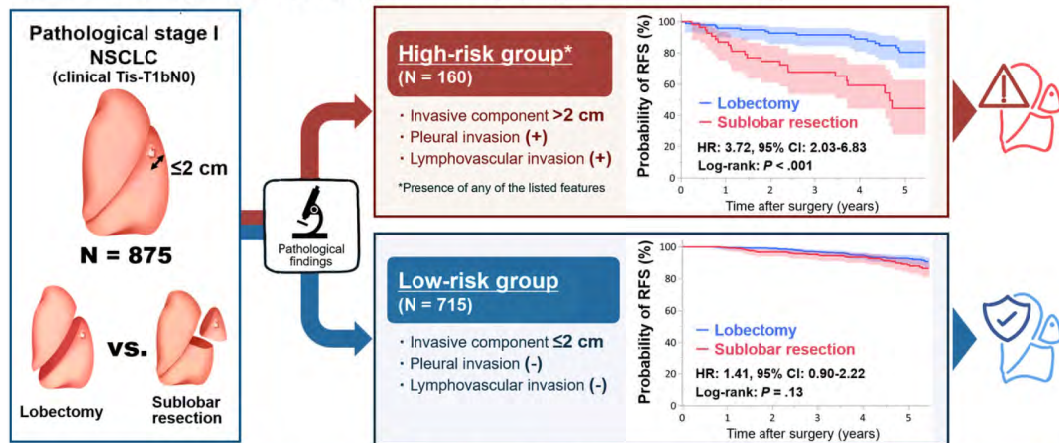 Pathological stage I
NSCLC
(clinical Tis-T1bN0)
≤2 cm
N = 875
vs.
Lobectomy
Sublobar
resection
Pathological
findings
High-risk group*
(N = 160)
· Invasive component >2 cm
· Pleural invasion (+)
· Lymphovascular invasion (+)
*Presence of any of the listed features
Probability of RFS (%)
100
80
60
40
20
0
Lobectomy
Sublobar resection
HR: 3.72, 95% CI: 2.03-6.83
Log-rank: P < .001
0 1 2 3 4 5
Time after surgery (years)
Low-risk group
(N = 715)
· Invasive component ≤2 cm
· Pleural invasion (-)
· Lymphovascular invasion (-)
Probability of RFS (%)
100
80
60
40
20
0
Lobectomy
Sublobar resection
HR: 1.41, 95% CI: 0.90-2.22
Log-rank: P = .13
0 1 2 3 4 5
Time after surgery (years)